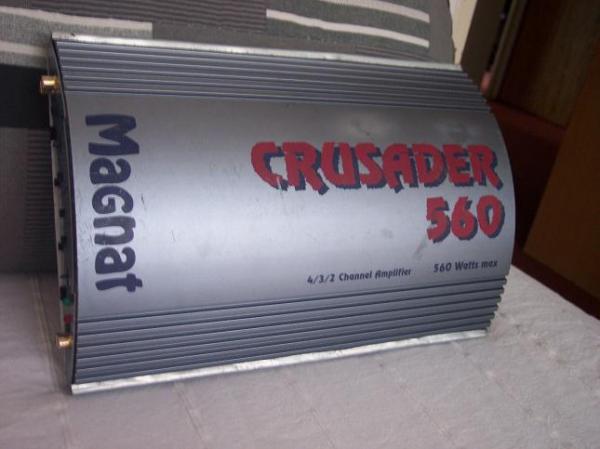 Magnat
CRUSADER
560
4/3/2 Channel Amplifier
560 Watts max